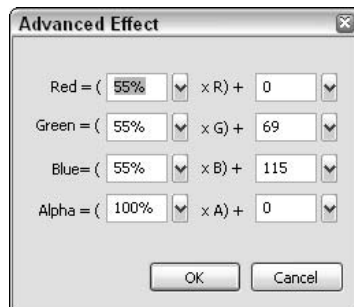 Advanced Effect
Red = ( 55% x R) + 0
Green = ( 55% x G) + 69
Blue= ( 55% x B) + 115
Alpha = ( 100% x A) + 0
OK Cancel